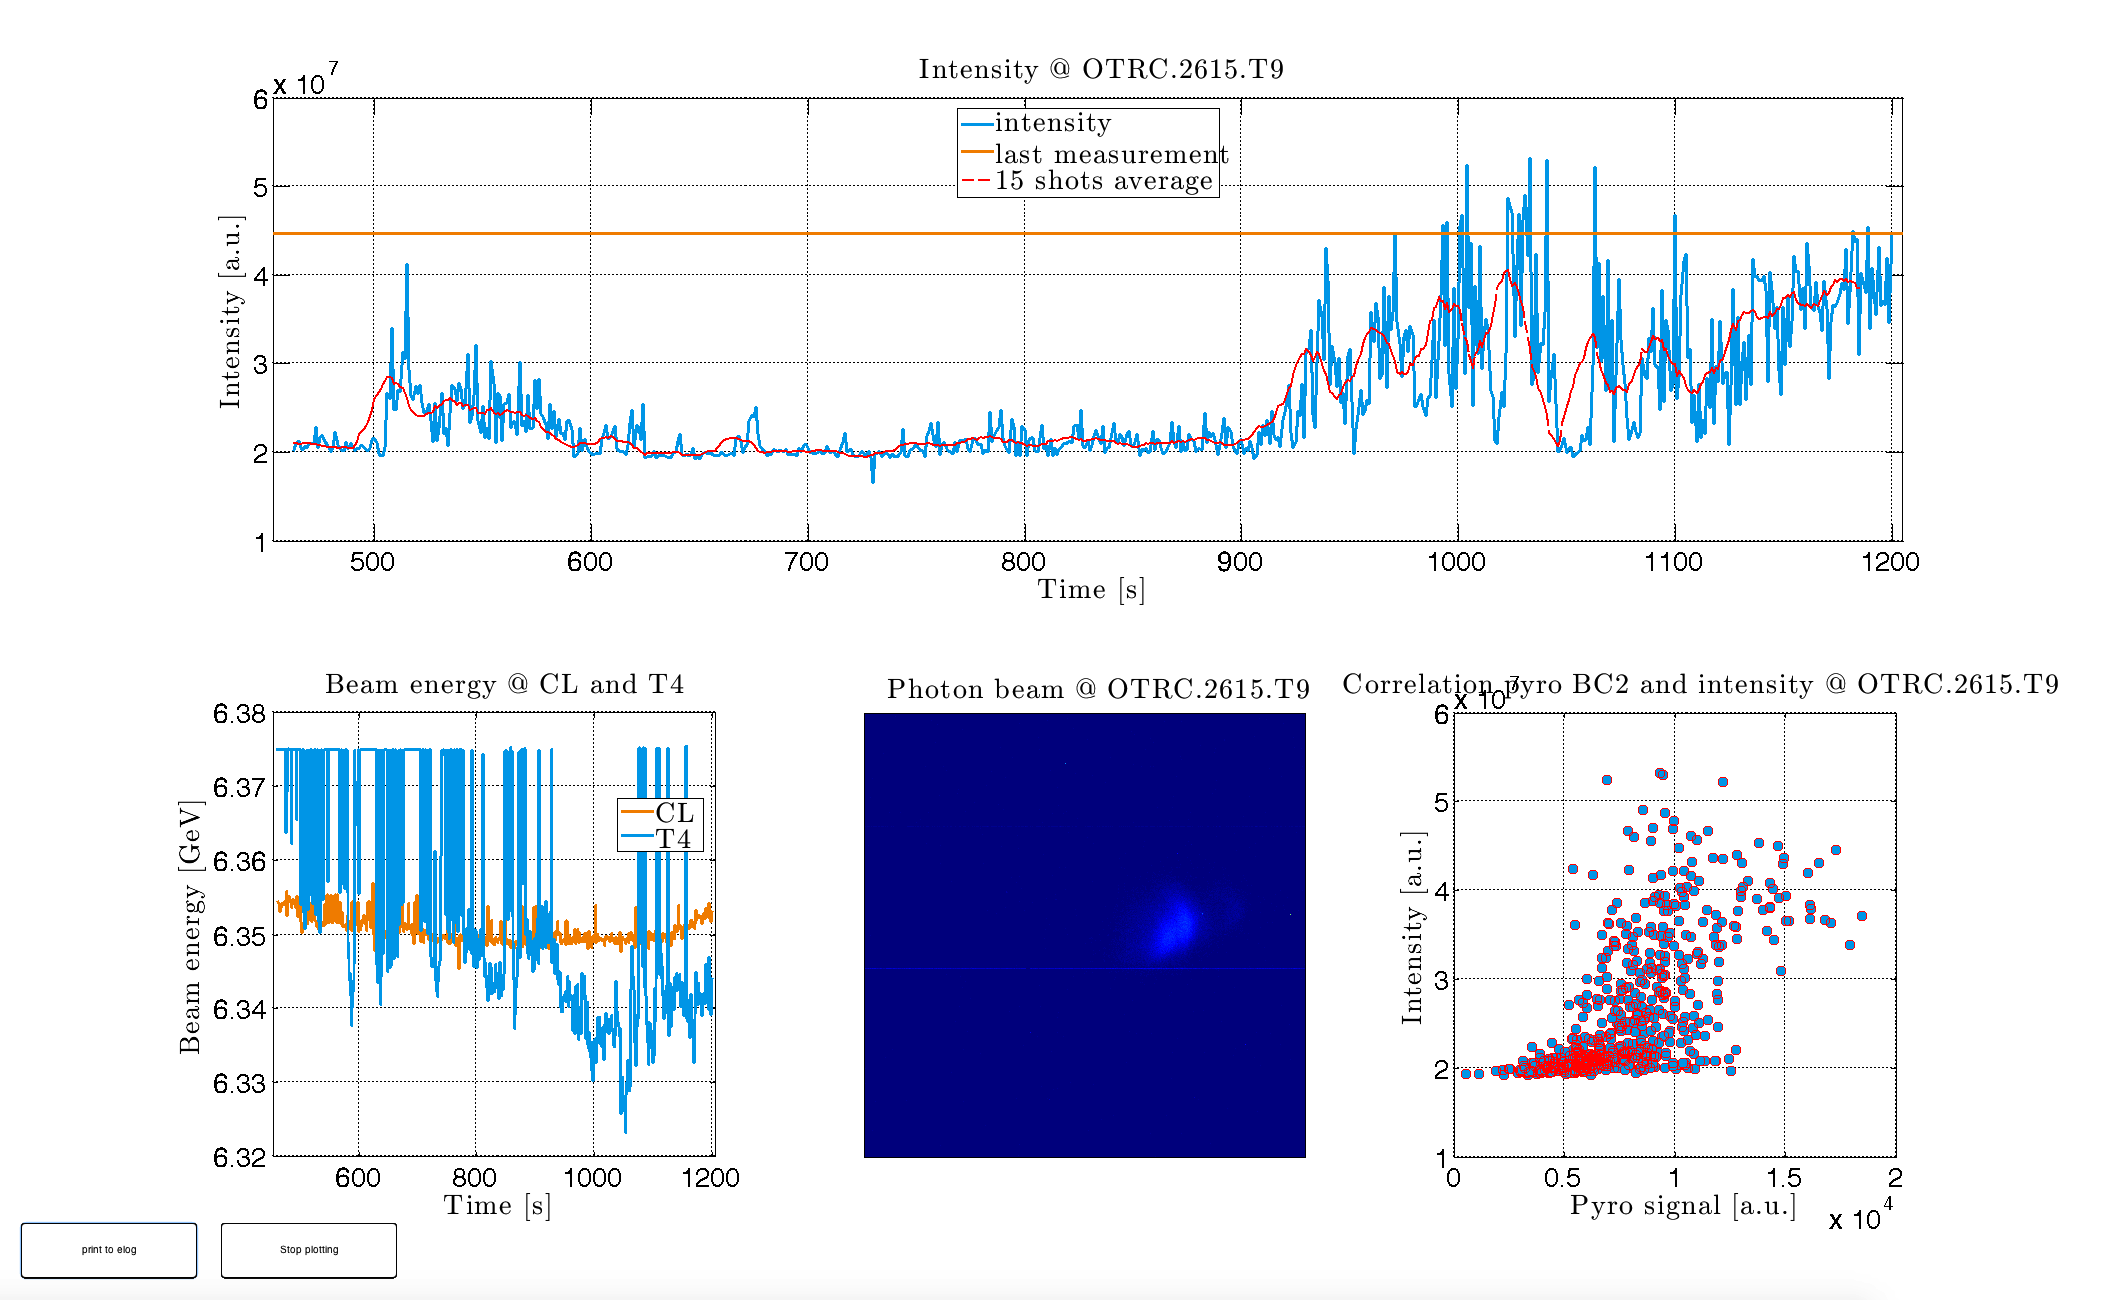 Intensity @ OTRC.2615.T9
x 10^7
6
5
4
3
2
1
Intensity [a.u.]
intensity
last measurement
15 shots average
500 600 700 800 900 1000 1100 1200
Time [s]
Beam energy @ CL and T4
6.38
6.37
6.36
6.35
6.34
6.33
6.32
Beam energy [GeV]
CL
T4
600 800 1000 1200
Time [s]
Photon beam @ OTRC.2615.T9
Correlation pyro BC2 and intensity @ OTRC.2615.T9
x 10^7
6
5
4
3
2
1
Intensity [a.u.]
0 0.5 1 1.5 2
Pyro signal [a.u.]
x 10^4
print to elog
Stop plotting